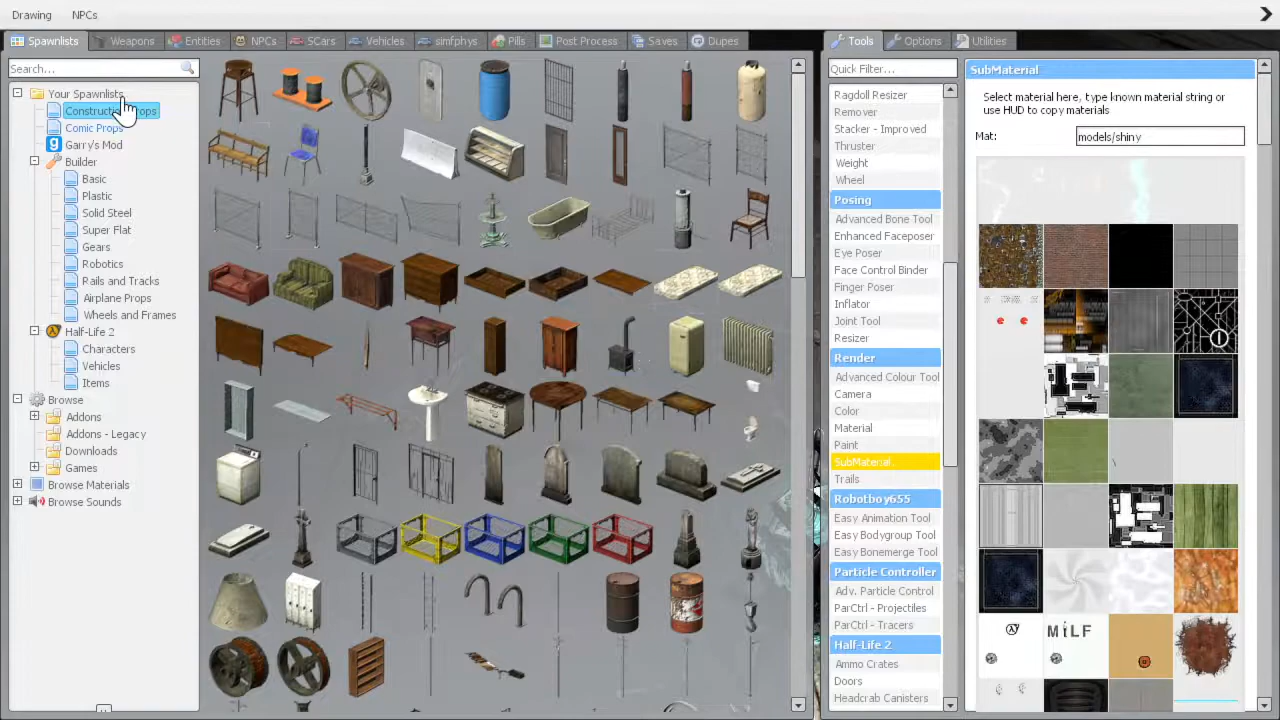 Drawing NPCs
Spawnlists Weapons Entities NPCs SCars Vehicles simfphys Pills Post Process Saves Dupes
Tools Options Utilities
Search...
Your Spawnlists
Construction Props
Comic Props
Garry's Mod
Builder
Basic
Plastic
Solid Steel
Super Flat
Gears
Robotics
Rails and Tracks
Airplane Props
Wheels and Frames
Half-Life 2
Characters
Vehicles
Items
Browse
Addons
Addons - Legacy
Downloads
Games
Browse Materials
Browse Sounds
Quick Filter...
Ragdoll Resizer
Remover
Stacker - Improved
Thruster
Weight
Wheel
Posing
Advanced Bone Tool
Enhanced Faceposer
Eye Poser
Face Control Binder
Finger Poser
Inflator
Joint Tool
Resizer
Render
Advanced Colour Tool
Camera
Color
Material
Paint
SubMaterial
Trails
Robotboy655
Easy Animation Tool
Easy Bodygroup Tool
Easy Bonemerge Tool
Particle Controller
Adv. Particle Control
ParCtrl - Projectiles
ParCtrl - Tracers
Half-Life 2
Ammo Crates
Doors
Headcrab Canisters
SubMaterial
Select material here, type known material string or
use HUD to copy materials
Mat: models/shiny
MILF